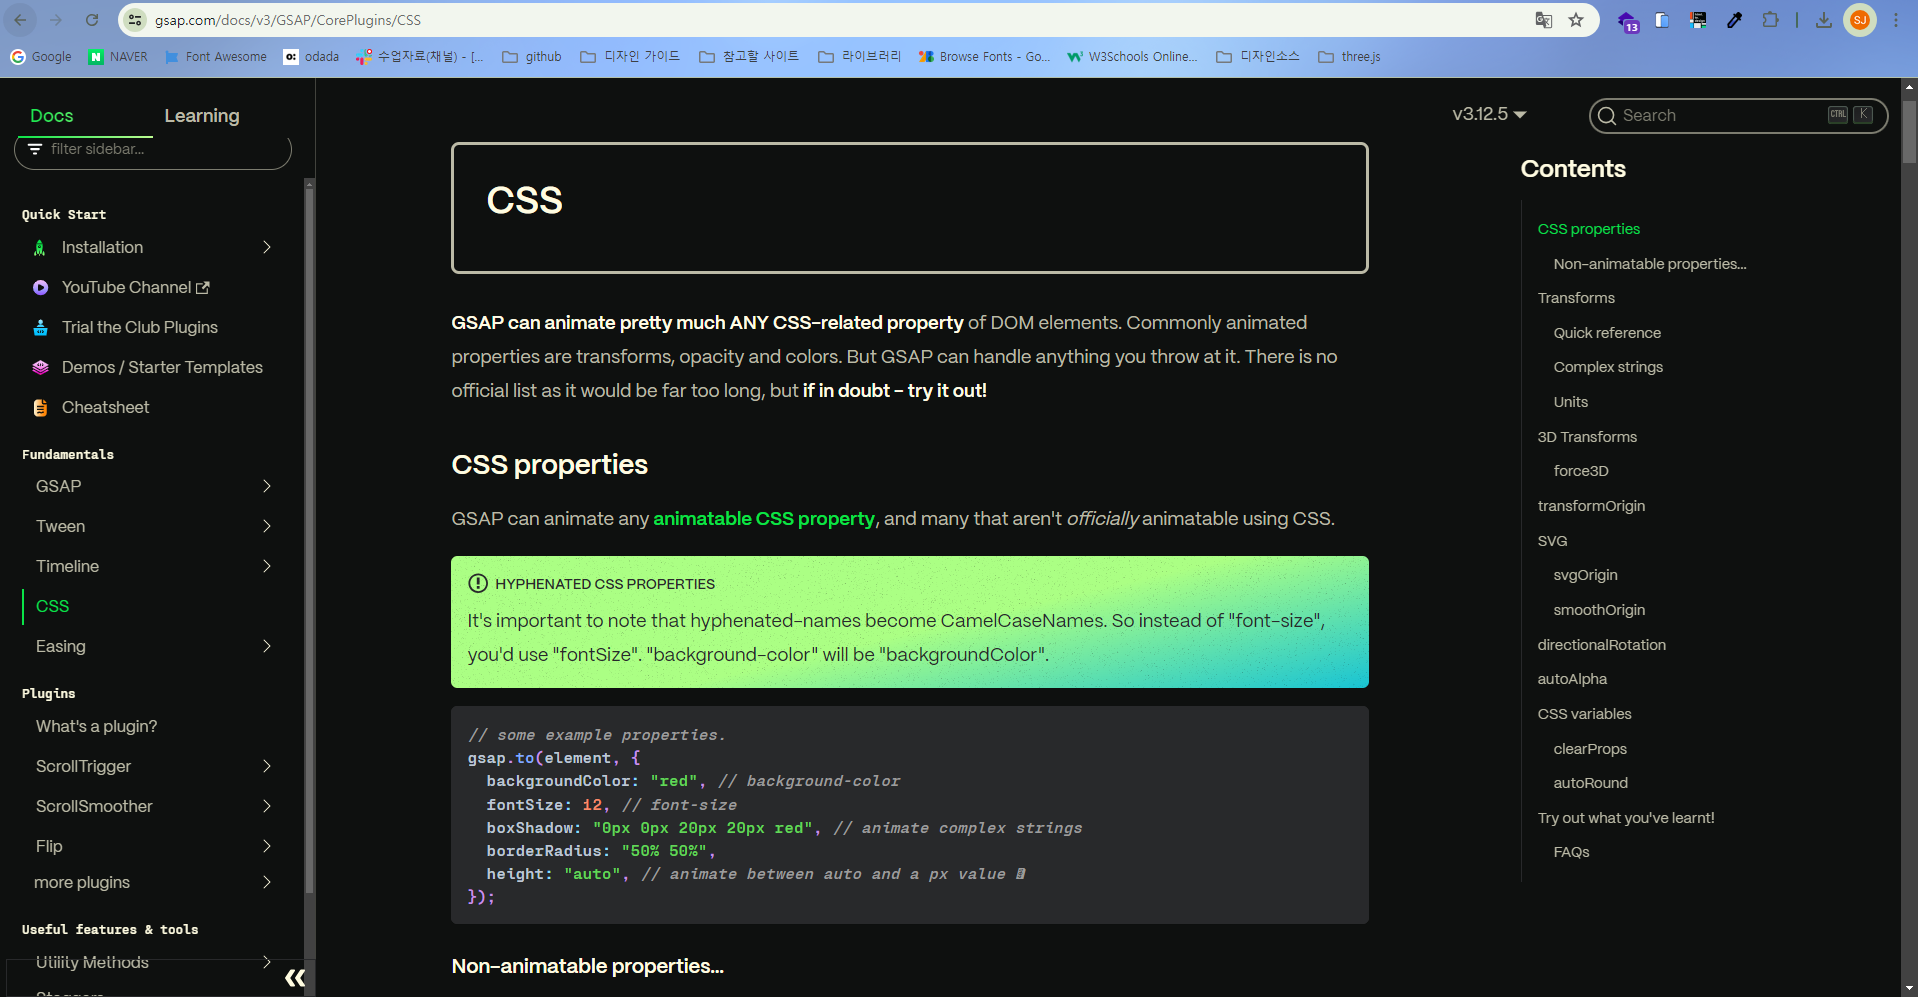 gsap.com/docs/v3/GSAP/CorePlugins/CSS
13
SJ
Google
NAVER
Font Awesome
o:
odada
수업자료(채널) - [...
github
디자인 가이드
참고할 사이트
라이브러리
Browse Fonts - Go...
W3Schools Online...
디자인소스
three.js
Docs
Learning
filter sidebar...
Quick Start
Installation
YouTube Channel
Trial the Club Plugins
Demos / Starter Templates
Cheatsheet
Fundamentals
GSAP
Tween
Timeline
CSS
Easing
Plugins
What's a plugin?
ScrollTrigger
ScrollSmoother
Flip
more plugins
Useful features & tools
Utility Methods
v3.12.5
Search
CTRL K
CSS
GSAP can animate pretty much ANY CSS-related property of DOM elements. Commonly animated
properties are transforms, opacity and colors. But GSAP can handle anything you throw at it. There is no
official list as it would be far too long, but if in doubt - try it out!
CSS properties
GSAP can animate any animatable CSS property, and many that aren't officially animatable using CSS.
HYPHENATED CSS PROPERTIES
It's important to note that hyphenated-names become CamelCaseNames. So instead of "font-size",
you'd use "fontSize". "background-color" will be "backgroundColor".
// some example properties.
gsap.to(element, {
backgroundColor: "red", // background-color
fontSize: 12, // font-size
boxShadow: "0px 0px 20px 20px red", // animate complex strings
borderRadius: "50% 50%",
height: "auto", // animate between auto and a px value
});
Non-animatable properties...
Contents
CSS properties
Non-animatable properties...
Transforms
Quick reference
Complex strings
Units
3D Transforms
force3D
transformOrigin
SVG
svgOrigin
smoothOrigin
directionalRotation
autoAlpha
CSS variables
clearProps
autoRound
Try out what you've learnt!
FAQs